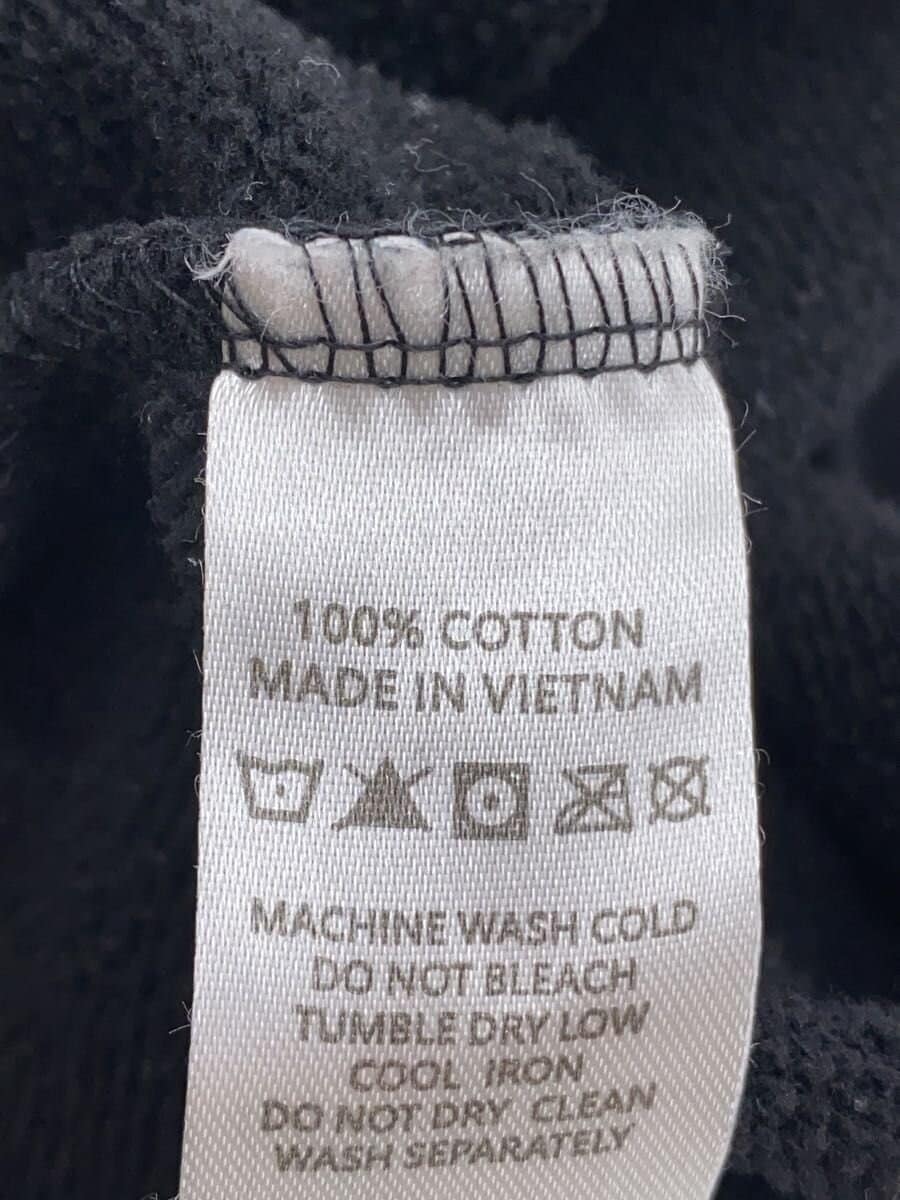 100% COTTON
MADE IN VIETNAM
MACHINE WASH COLD
DO NOT BLEACH
TUMBLE DRY LOW
COOL IRON
DO NOT DRY CLEAN
WASH SEPARATELY